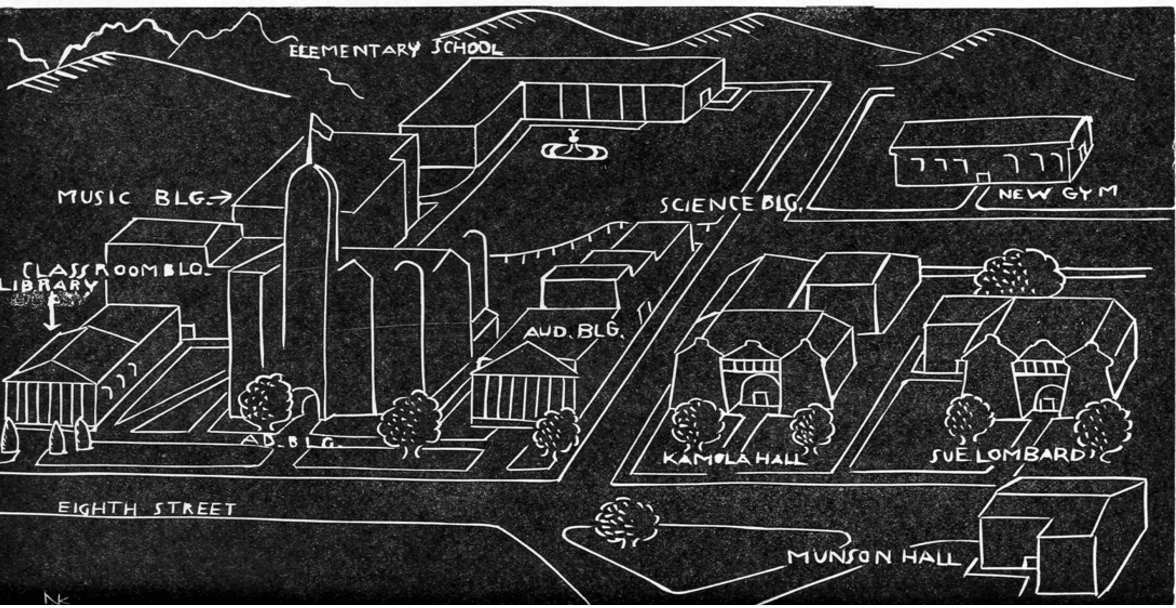 ELEMENTARY SCHOOL
MUSIC BLG.→
SCIENCE BLG.
NEW GYM
CLASSROOM BLG.
LIBRARY
AUD. BLG.
AD. BLG.
KAMOLA HALL
SUE LOMBARD
EIGHTH STREET
MUNSON HALL
NK